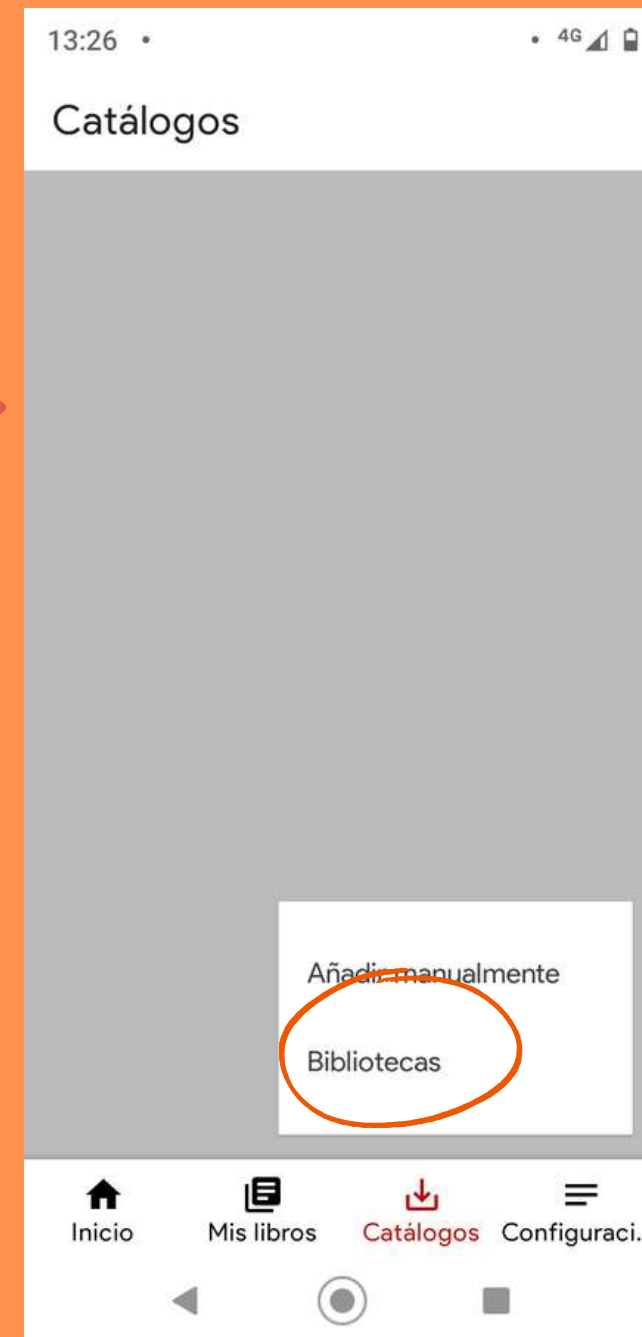 13:26
4G
Catálogos
Añadir manualmente
Bibliotecas
Inicio Mis libros Catálogos Configuraci.